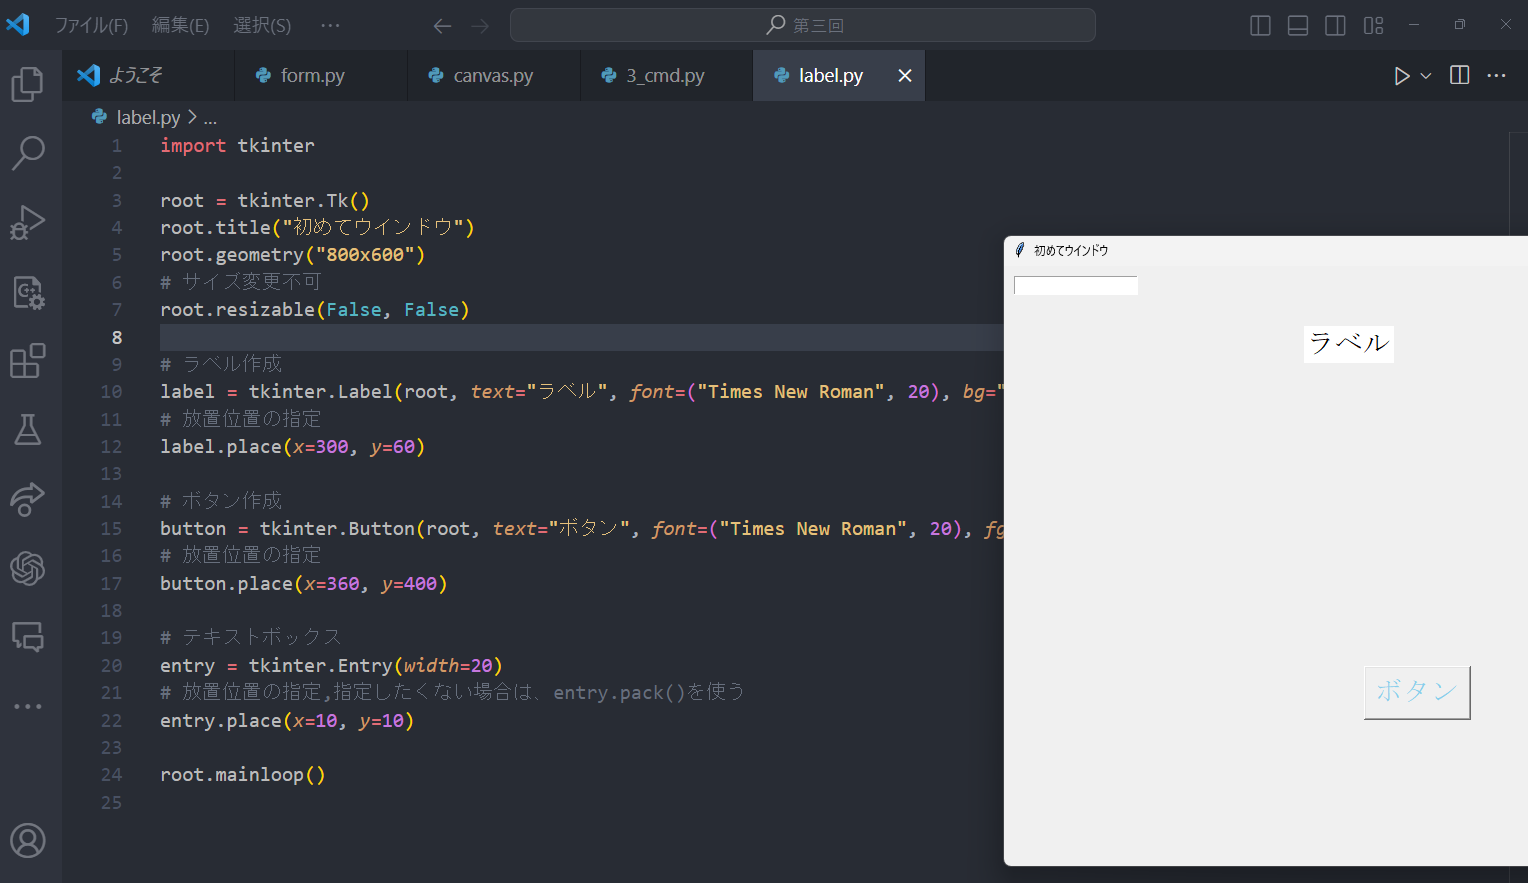 ファイル(F) 編集(E) 選択(S) ··· 第三回
ようこそ form.py canvas.py 3_cmd.py label.py
label.py > ...
1 import tkinter
2
3 root = tkinter.Tk()
4 root.title("初めてウインドウ")
5 root.geometry("800x600")
6 # サイズ変更不可
7 root.resizable(False, False)
8
9 # ラベル作成
10 label = tkinter.Label(root, text="ラベル", font=("Times New Roman", 20), bg="
11 # 放置位置の指定
12 label.place(x=300, y=60)
13
14 # ボタン作成
15 button = tkinter.Button(root, text="ボタン", font=("Times New Roman", 20), fg
16 # 放置位置の指定
17 button.place(x=360, y=400)
18
19 # テキストボックス
20 entry = tkinter.Entry(width=20)
21 # 放置位置の指定,指定したくない場合は、entry.pack()を使う
22 entry.place(x=10, y=10)
23
24 root.mainloop()
25
初めてウインドウ
ラベル
ボタン